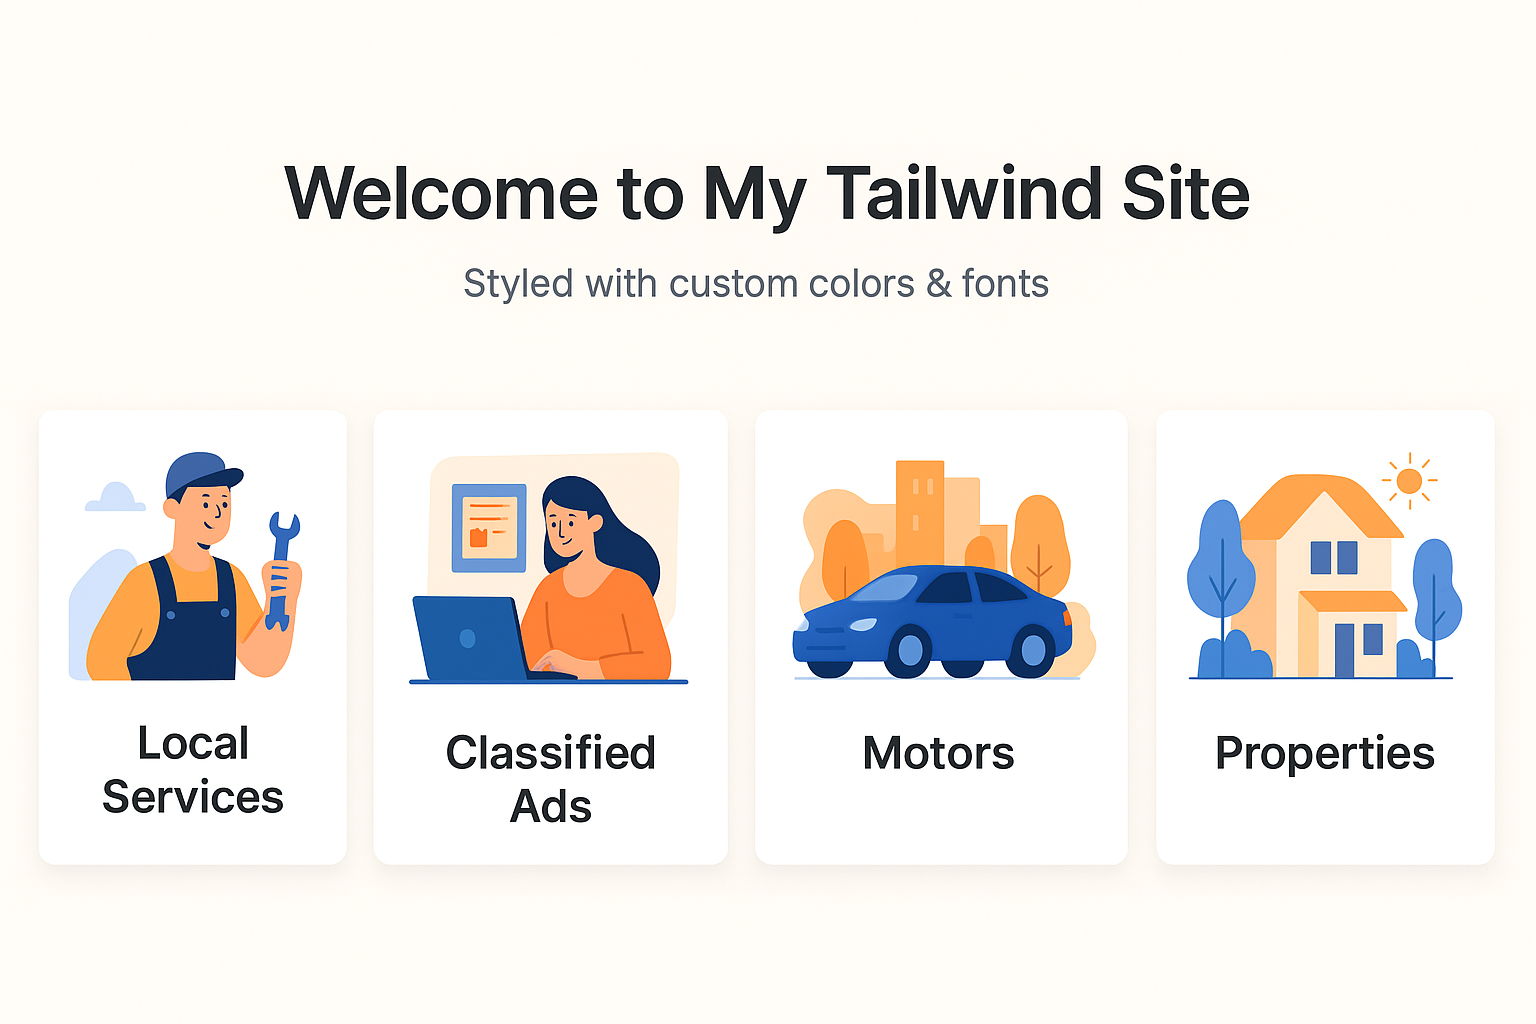 Welcome to My Tailwind Site
Styled with custom colors & fonts
Local
Services
Classified
Ads
Motors
Properties